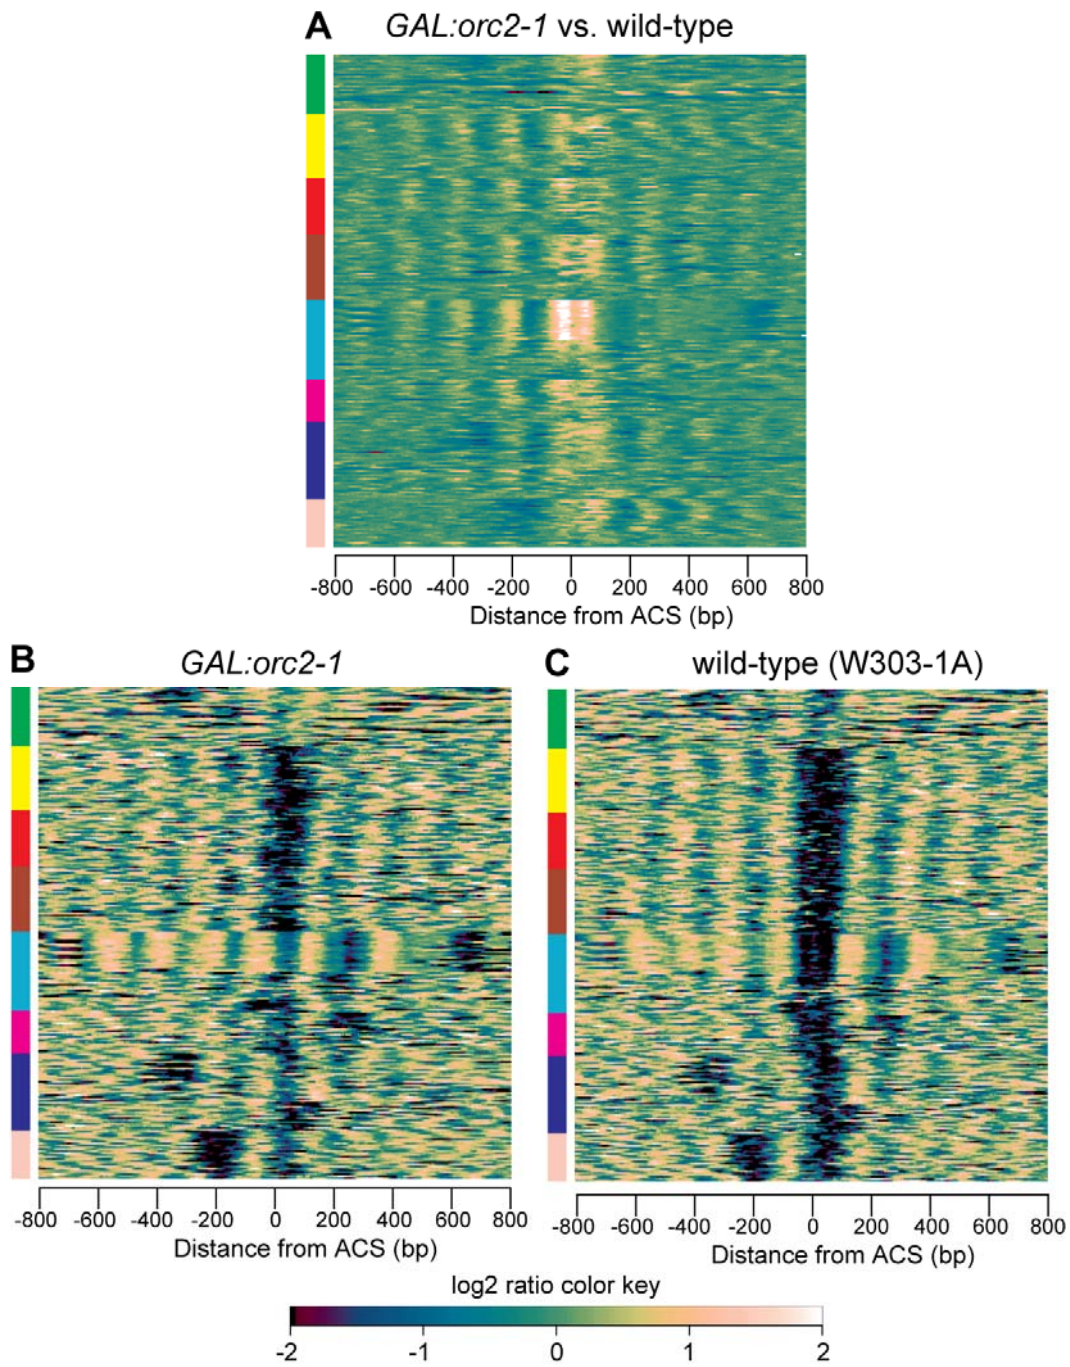 A GAL:orc2-1 vs. wild-type
-800 -600 -400 -200 0 200 400 600 800
Distance from ACS (bp)
B GAL:orc2-1
C wild-type (W303-1A)
-800 -600 -400 -200 0 200 400 600 800
Distance from ACS (bp)
-800 -600 -400 -200 0 200 400 600 800
Distance from ACS (bp)
log2 ratio color key
-2 -1 0 1 2